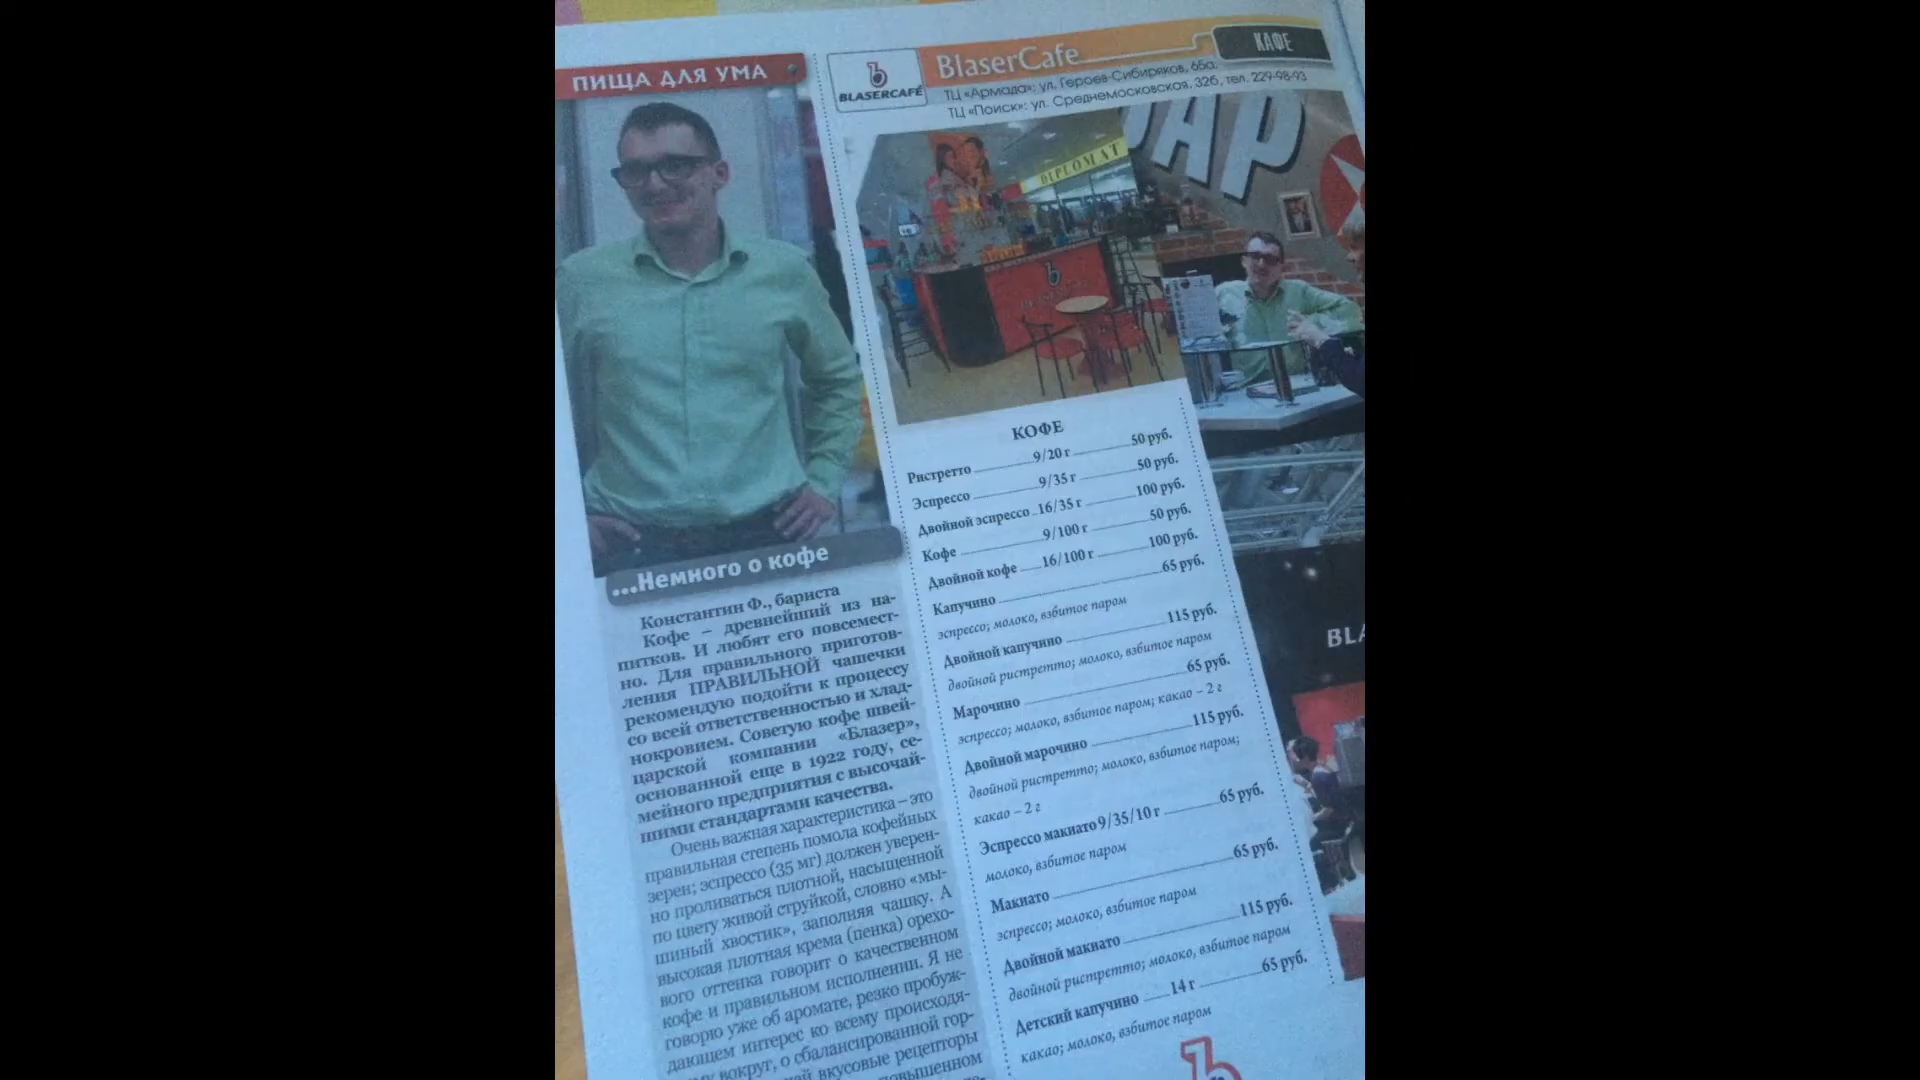 ПИЩА ДЛЯ УМА
...Немного о кофе
Константин Ф., бариста
Кофе – древнейший из на-
питков. И любят его повсемест-
но. Для правильного приготов-
ления ПРАВИЛЬНОЙ чашечки
рекомендую подойти к процессу
со всей ответственностью и хлад-
нокровием. Советую кофе швей-
царской компании «Блазер»,
основанной еще в 1922 году, се-
мейного предприятия с высочай-
шими стандартами качества.
Очень важная характеристика – это
правильная степень помола кофейных
зерен; эспрессо (35 мг) должен уверен-
но проливаться плотной, насыщенной
по цвету живой струйкой, словно «мы-
шиный хвостик», заполняя чашку. А
высокая плотная крема (пенка) орехо-
вого оттенка говорит о качественном
кофе и правильном исполнении. Я не
говорю уже об аромате, резко пробуж-
дающем интерес ко всему происходя-
вокруг, о сбалансированной гор-
вкусовые рецепторы
BLASERCAFÉ
BlaserCafe
КАФЕ
ТЦ «Армада»: ул. Героев-Сибиряков, 65а;
ТЦ «Поиск»: ул. Среднемосковская, 32б, тел. 229-98-93
DIPLOMAT
БАР
КОФЕ
Ристретто 9/20 г 50 руб.
Эспрессо 9/35 г 50 руб.
Двойной эспрессо 16/35 г 100 руб.
Кофе 9/100 г 50 руб.
Двойной кофе 16/100 г 100 руб.
Капучино 65 руб.
эспрессо; молоко, взбитое паром
Двойной капучино 115 руб.
двойной ристретто; молоко, взбитое паром
Марочино 65 руб.
эспрессо; молоко, взбитое паром; какао – 2 г
Двойной марочино 115 руб.
двойной ристретто; молоко, взбитое паром;
какао – 2 г
Эспрессо макиато 9/35/10 г 65 руб.
молоко, взбитое паром
Макиато 65 руб.
эспрессо; молоко, взбитое паром
Двойной макиато 115 руб.
двойной ристретто; молоко, взбитое паром
Детский капучино 14 г 65 руб.
какао; молоко, взбитое паром
BLA